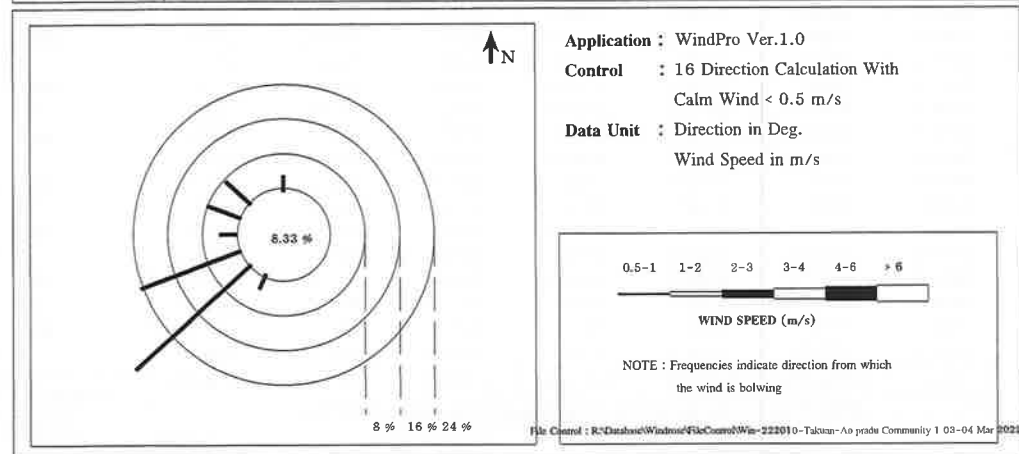 N
Application : WindPro Ver.1.0
Control : 16 Direction Calculation With
Calm Wind < 0.5 m/s
Data Unit : Direction in Deg.
Wind Speed in m/s
8.33 %
8 % 16 % 24 %
0.5-1 1-2 2-3 3-4 4-6 > 6
WIND SPEED (m/s)
NOTE : Frequencies indicate direction from which
the wind is bolwing
File Control : R:\Database\Windrose\FileControl\Win-222010-Takuan-Ao pradu Community 1 03-04 Mar 2022